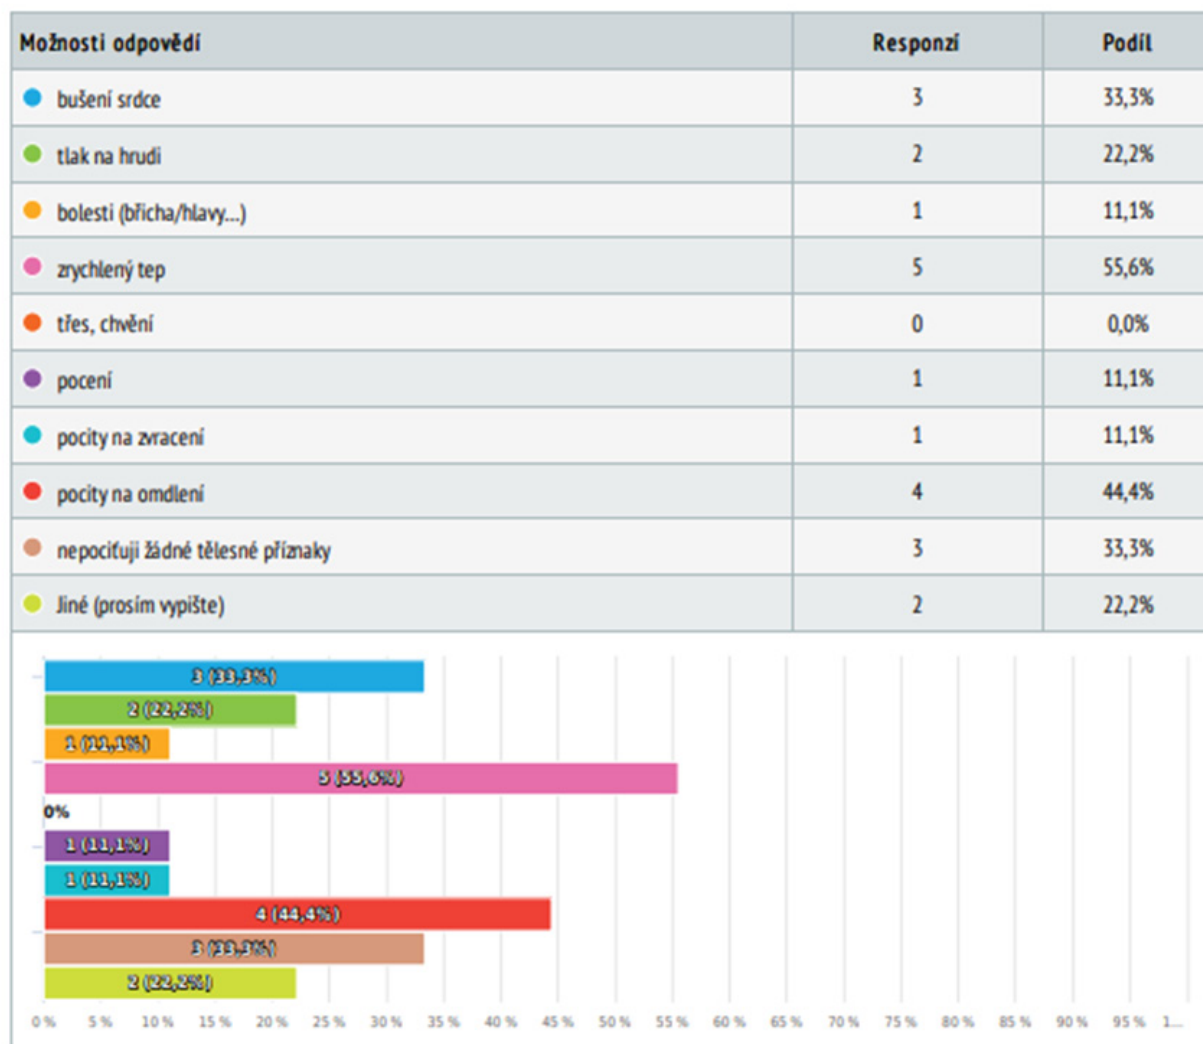 Možnosti odpovědí Responzí Podíl
bušení srdce 3 33,3%
tlak na hrudi 2 22,2%
bolesti (břicha/hlavy...) 1 11,1%
zrychlený tep 5 55,6%
třes, chvění 0 0,0%
pocení 1 11,1%
pocity na zvracení 1 11,1%
pocity na omdlení 4 44,4%
nepociťuji žádné tělesné příznaky 3 33,3%
Jiné (prosím vypište) 2 22,2%
3 (33,3%)
2 (22,2%)
1 (11,1%)
5 (55,6%)
0%
1 (11,1%)
1 (11,1%)
4 (44,4%)
3 (33,3%)
2 (22,2%)
0 % 5 % 10 % 15 % 20 % 25 % 30 % 35 % 40 % 45 % 50 % 55 % 60 % 65 % 70 % 75 % 80 % 85 % 90 % 95 % 1...